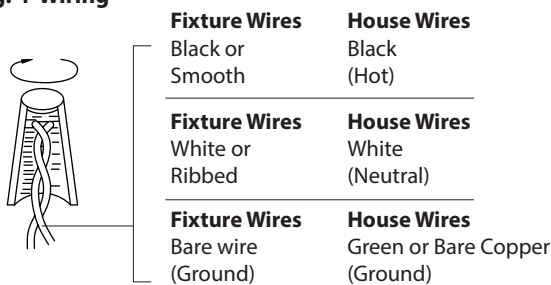 Wiring
Fixture Wires House Wires
Black or Black
Smooth (Hot)
Fixture Wires House Wires
White or White
Ribbed (Neutral)
Fixture Wires House Wires
Bare wire Green or Bare Copper
(Ground) (Ground)